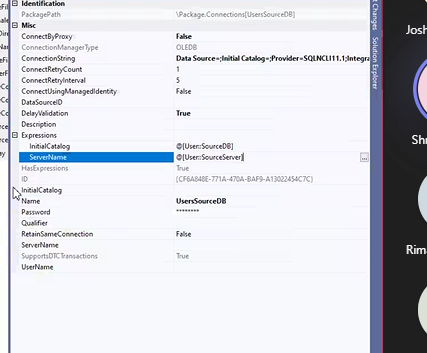 Identification
PackagePath \Package.Connections[UsersSourceDB]
Misc
ConnectByProxy False
ConnectionManagerType OLEDB
ConnectionString Data Source=;Initial Catalog=;Provider=SQLNCLI11.1;Integra
ConnectRetryCount 1
ConnectRetryInterval 5
ConnectUsingManagedIdentity False
DataSourceID
DelayValidation True
Description
Expressions
InitialCatalog @[User::SourceDB]
ServerName @[User::SourceServer]
HasExpressions True
ID {CF6A848E-771A-470A-BAF9-A13022454C7C}
InitialCatalog
Name UsersSourceDB
Password ********
Qualifier
RetainSameConnection False
ServerName
SupportsDTCTransactions True
UserName
Changes
Solution Explorer
Josh
Rima